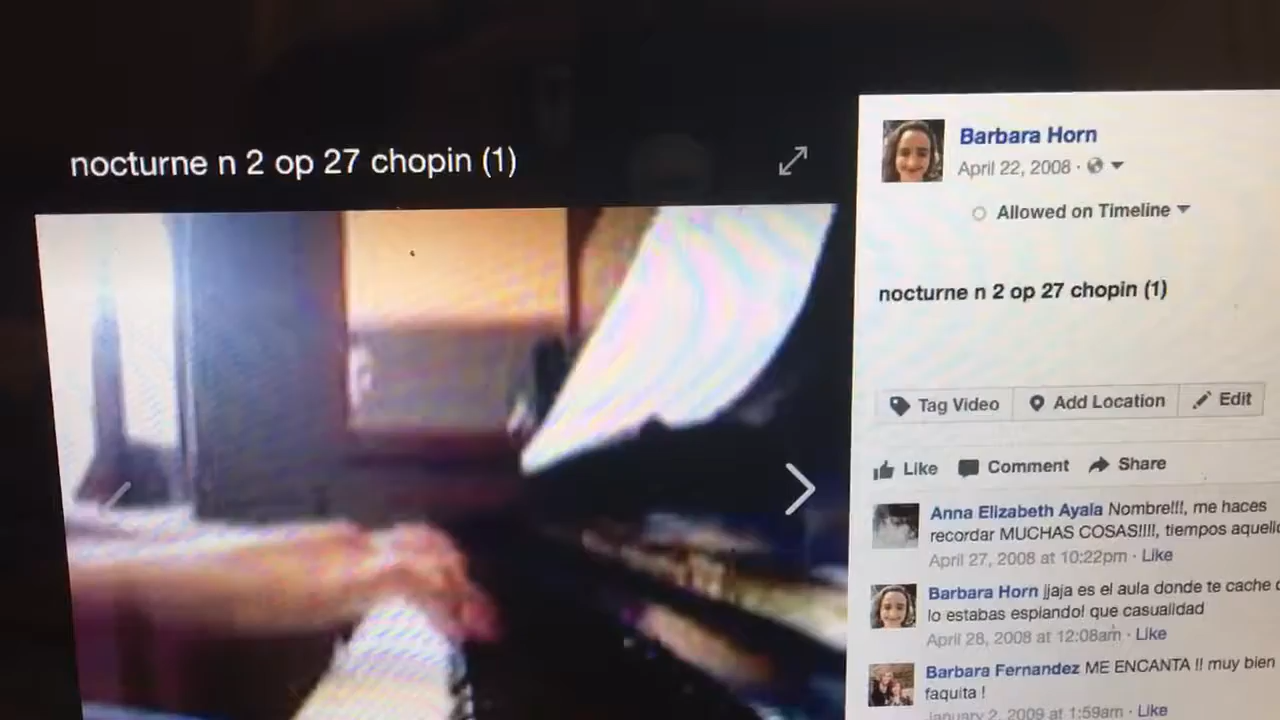 nocturne n 2 op 27 chopin (1)
Barbara Horn
April 22, 2008
Allowed on Timeline
nocturne n 2 op 27 chopin (1)
Tag Video Add Location Edit
Like Comment Share
Anna Elizabeth Ayala Nombre!!!, me haces
recordar MUCHAS COSAS!!!!, tiempos
April 27, 2008 at 10:22pm · Like
Barbara Horn jjaja es el aula donde te cache
lo estabas espiando! que casualidad
April 28, 2008 at 12:08am · Like
Barbara Fernandez ME ENCANTA !! muy bien
faquita !
January 2, 2009 at 1:59am · Like